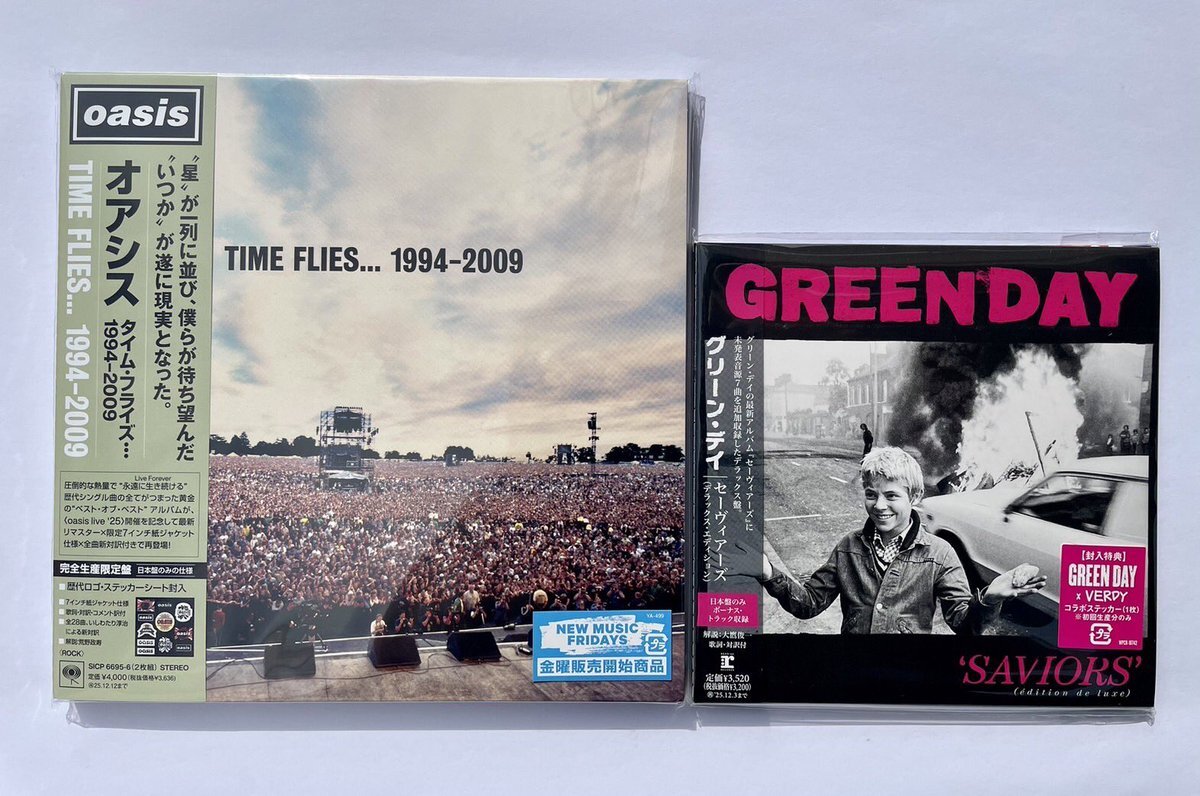 oasis
TIME FLIES... 1994-2009
オアシス
タイム・フライズ…
1994-2009
“星”が一列に並び、僕らが待ち望んだ
“いつか”が遂に現実となった。
Live Forever
圧倒的な熱量で“永遠に生き続ける”
歴代シングル曲の全てがつまった黄金
の“ベスト・オブ・ベスト”アルバムが、
〈oasis live '25〉開催を記念して最新
リマスター×限定7インチ紙ジャケット
仕様×全曲新対訳付きで再登場!
完全生産限定盤 日本盤のみの仕様
歴代ロゴ・ステッカーシート封入
7インチ紙ジャケット仕様
歌詞・対訳・コメント訳付
全28曲、いしわたり淳治
による新対訳
解説:荒野政寿
(ROCK)
SICP 6695-6 (2枚組) STEREO
定価 ¥4,000(税抜価格¥3,636)
'25.12.12まで
TIME FLIES... 1994-2009
YA-499
NEW MUSIC
FRIDAYS
金曜販売開始商品
GREEN DAY
グリーン・デイの最新アルバム『セーヴィアーズ』に
未発表音源7曲を追加収録したデラックス盤。
グリーン・デイ|セーヴィアーズ
(デラックス・エディション)
日本盤のみ
ボーナス・
トラック収録
解説:大鷹俊一
歌詞・対訳付
定価¥3,520
(税抜価格¥3,200)
'25.12.3まで
【封入特典】
GREEN DAY
x VERDY
コラボステッカー(1枚)
※初回生産分のみ
WPCR-18742
'SAVIORS'
(édition de luxe)